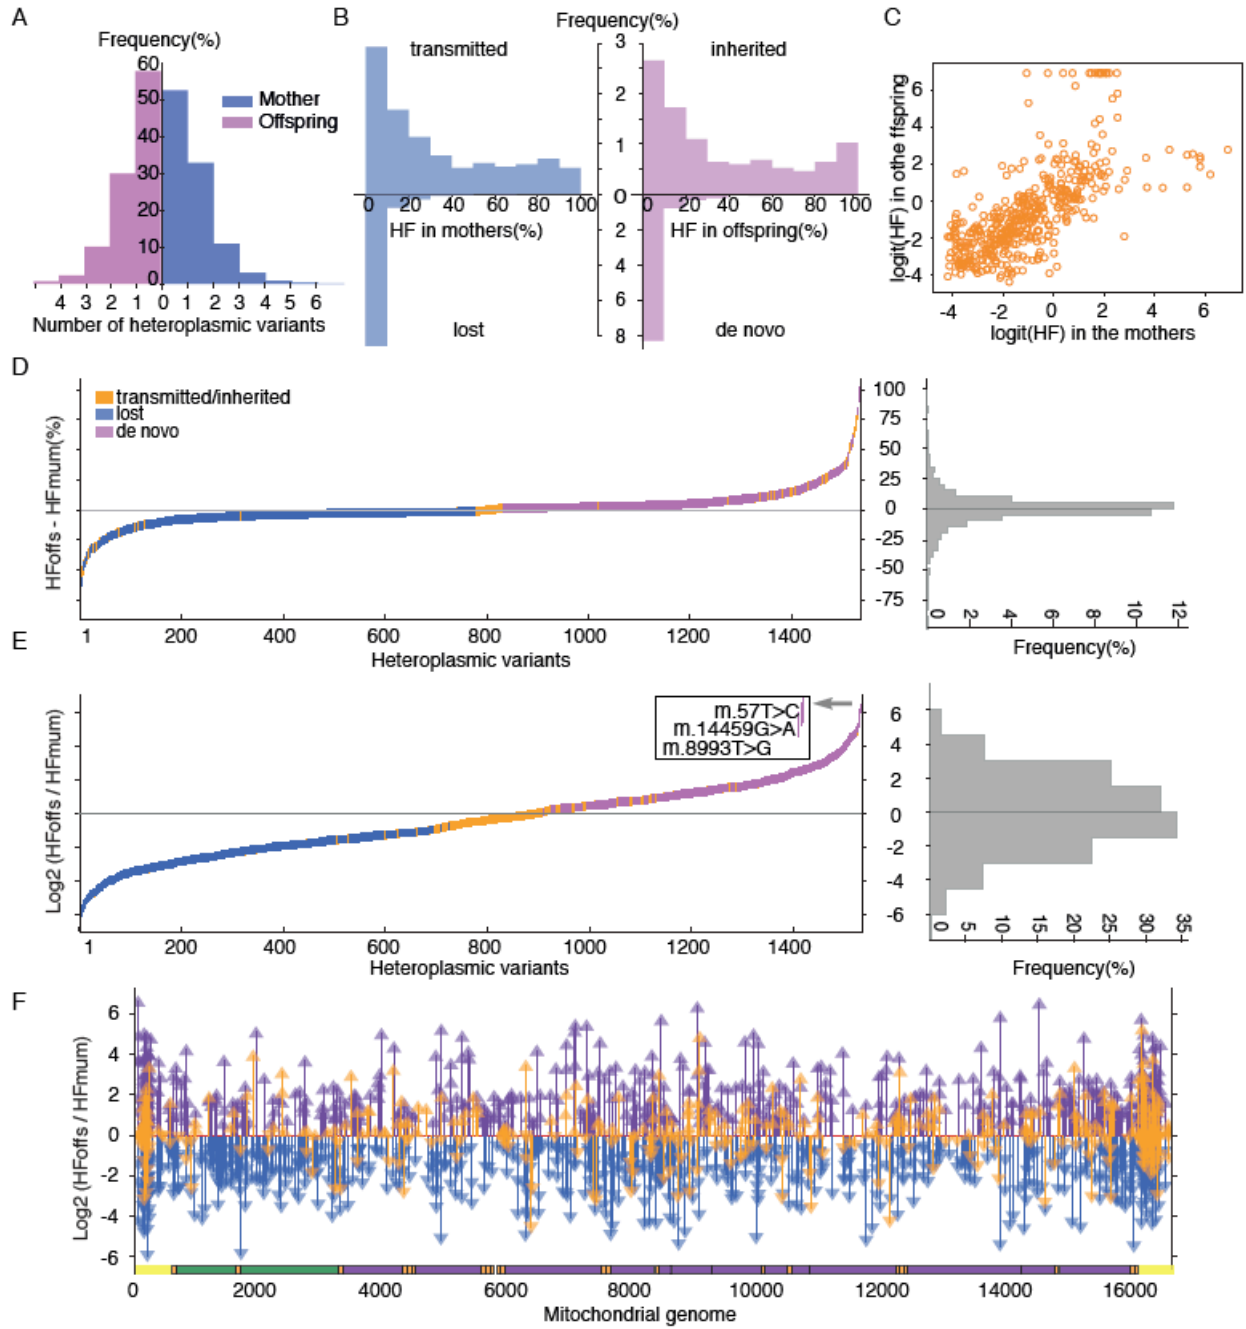 A
Frequency(%)
60
50
40
30
20
10
0
Mother
Offspring
4 3 2 1 0 1 2 3 4 5 6
Number of heteroplasmic variants
B
Frequency(%)
transmitted
inherited
3
2
1
0
2
4
6
8
0 20 40 60 80 100
HF in mothers(%)
0 20 40 60 80 100
HF in offspring(%)
lost
de novo
C
logit(HF) in othe ffspring
6
4
2
0
-2
-4
-4 -2 0 2 4 6
logit(HF) in the mothers
D
transmitted/inherited
lost
de novo
HFoffs - HFmum(%)
100
75
50
25
0
-25
-50
-75
1 200 400 600 800 1000 1200 1400
Heteroplasmic variants
0 2 4 6 8 10 12
Frequency(%)
E
Log2 (HFoffs / HFmum)
m.57T>C
m.14459G>A
m.8993T>G
6
4
2
0
-2
-4
-6
1 200 400 600 800 1000 1200 1400
Heteroplasmic variants
0 5 10 15 20 25 30 35
Frequency(%)
F
Log2 (HFoffs / HFmum)
6
4
2
0
-2
-4
-6
0 2000 4000 6000 8000 10000 12000 14000 16000
Mitochondrial genome